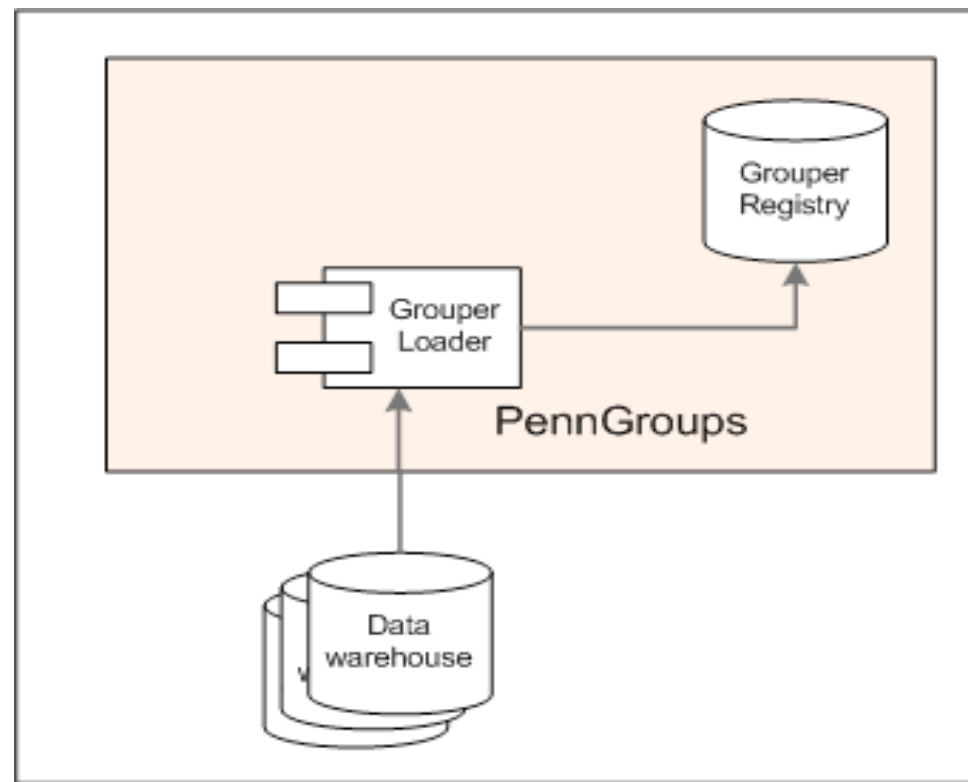 Grouper
Registry
Grouper
Loader
PennGroups
Data
warehouse